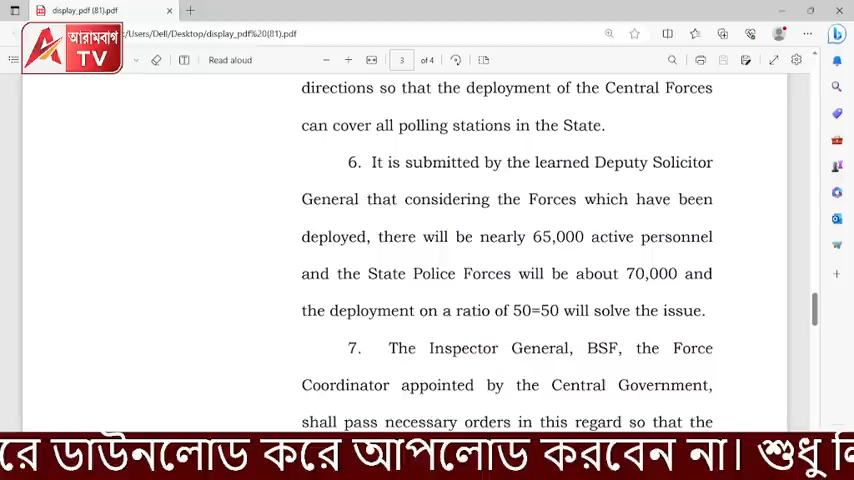 display_pdf (81).pdf
:/Users/Dell/Desktop/display_pdf%20(81).pdf
আরামবাগ
TV
Read aloud
3 of 4
directions so that the deployment of the Central Forces
can cover all polling stations in the State.
6. It is submitted by the learned Deputy Solicitor
General that considering the Forces which have been
deployed, there will be nearly 65,000 active personnel
and the State Police Forces will be about 70,000 and
the deployment on a ratio of 50=50 will solve the issue.
7. The Inspector General, BSF, the Force
Coordinator appointed by the Central Government,
shall pass necessary orders in this regard so that the
রে ডাউনলোড করে আপলোড করবেন না। শুধু